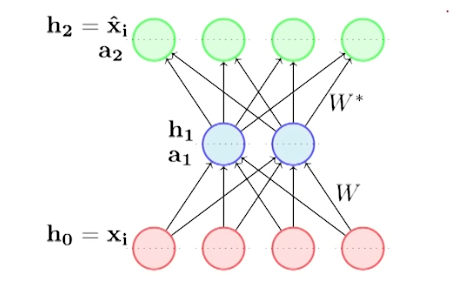 h₂ = x̂ᵢ
a₂
W*
h₁
a₁
W
h₀ = xᵢ